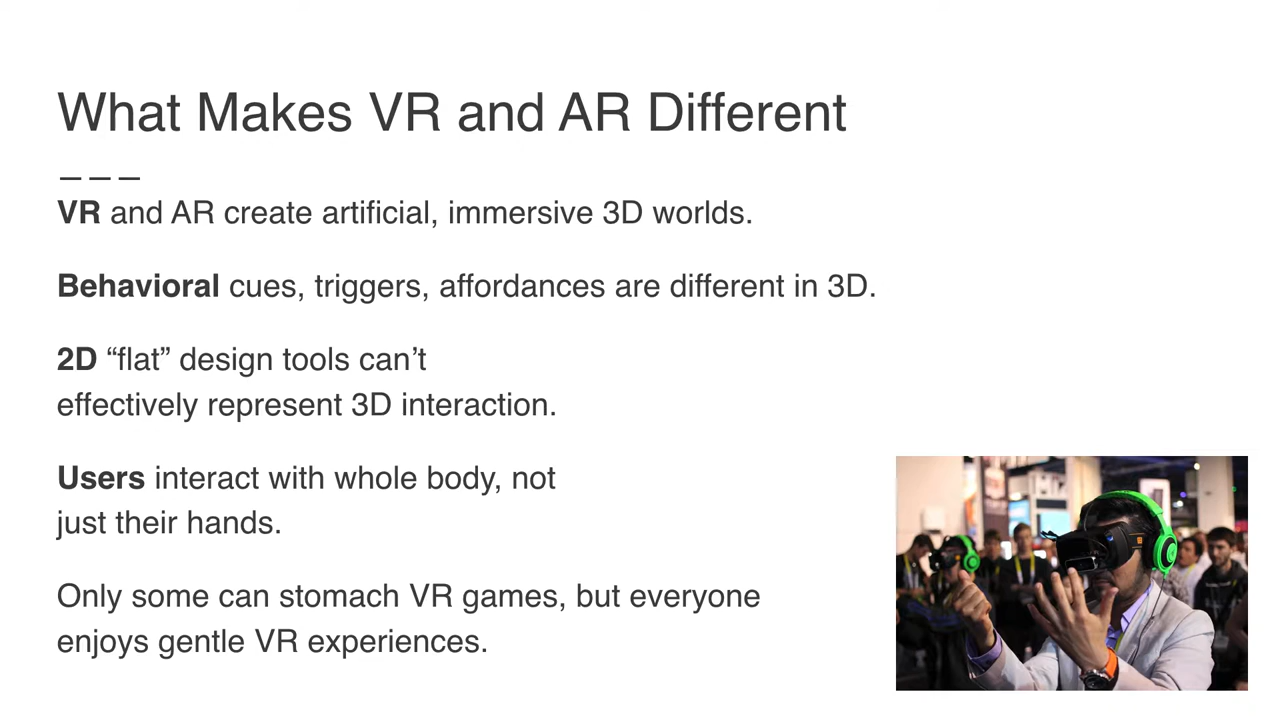 What Makes VR and AR Different
VR and AR create artificial, immersive 3D worlds.
Behavioral cues, triggers, affordances are different in 3D.
2D “flat” design tools can’t
effectively represent 3D interaction.
Users interact with whole body, not
just their hands.
Only some can stomach VR games, but everyone
enjoys gentle VR experiences.